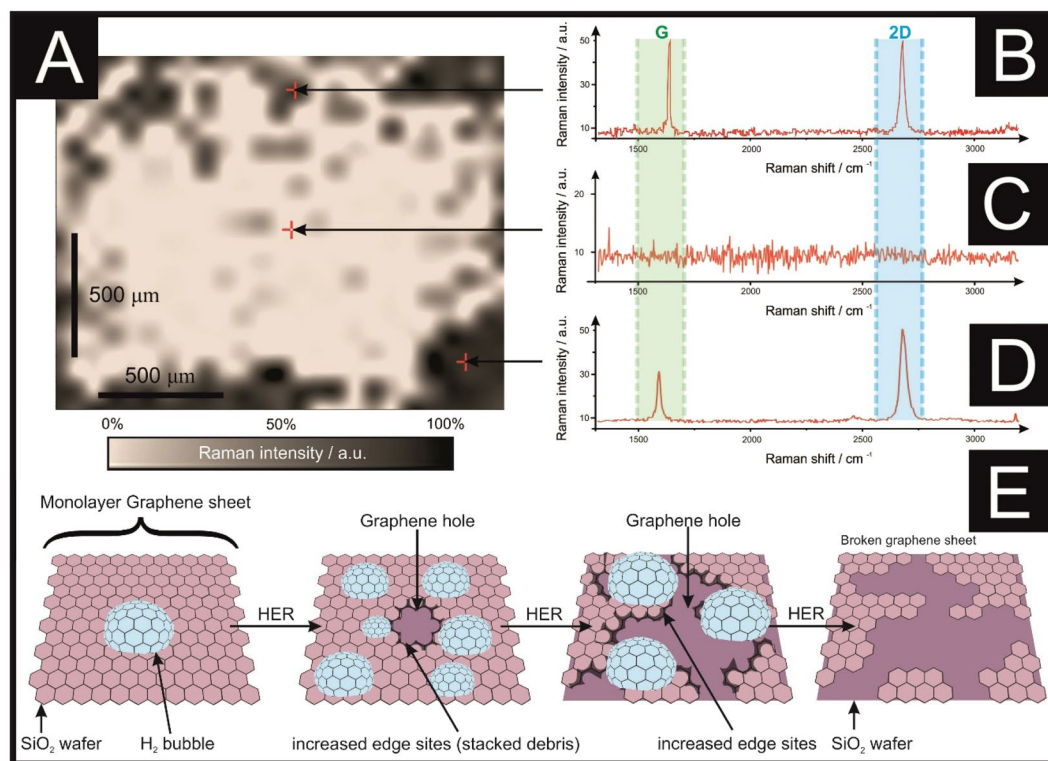 A
500 μm
500 μm
0% 50% 100%
Raman intensity / a.u.
G 2D
B
Raman intensity / a.u.
50
30
10
1500 2000 2500 3000
Raman shift / cm⁻¹
C
Raman intensity / a.u.
20
10
1500 2000 2500 3000
Raman shift / cm⁻¹
D
Raman intensity / a.u.
50
30
10
1500 2000 2500 3000
Raman shift / cm⁻¹
E
Monolayer Graphene sheet
Graphene hole
Graphene hole
Broken graphene sheet
HER
HER
HER
SiO₂ wafer
H₂ bubble
increased edge sites (stacked debris)
increased edge sites
SiO₂ wafer